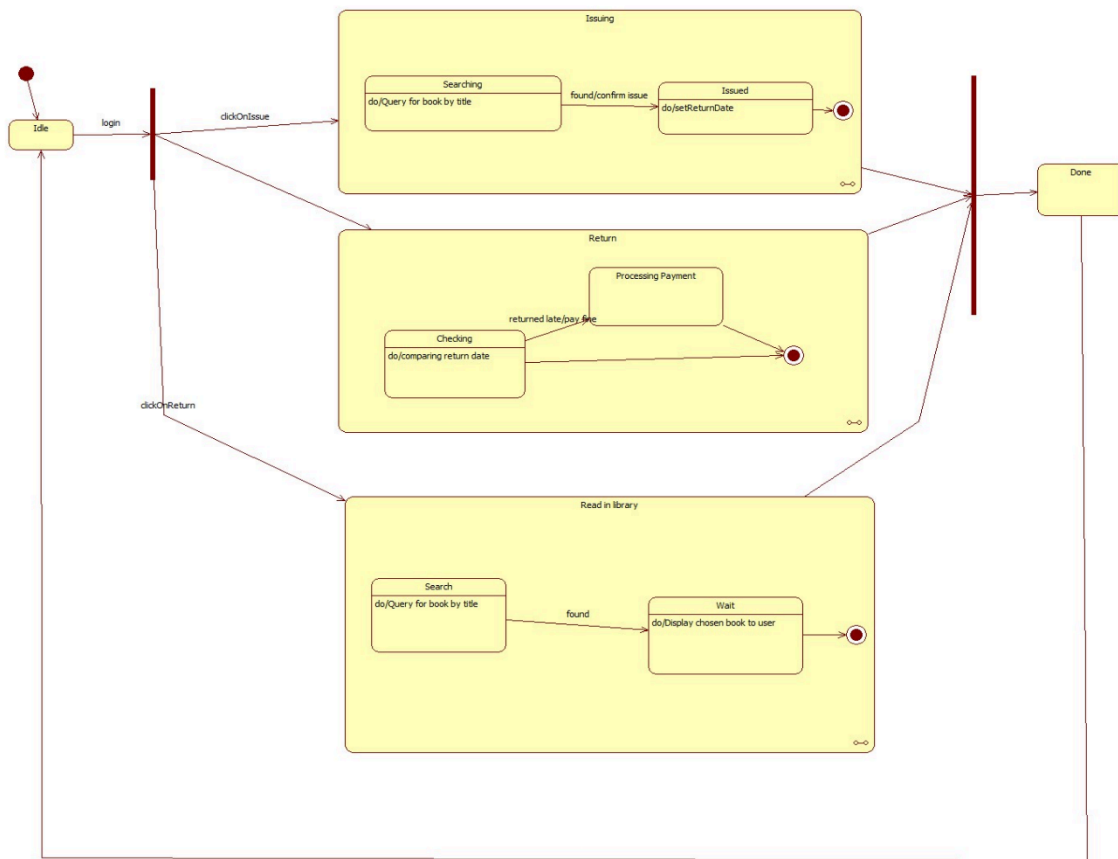 Issuing
Searching
do/Query for book by title
found/confirm issue
Issued
do/setReturnDate
Idle
login
clickOnIssue
Done
Return
Processing Payment
returned late/pay fine
Checking
do/comparing return date
clickOnReturn
Read in library
Search
do/Query for book by title
found
Wait
do/Display chosen book to user